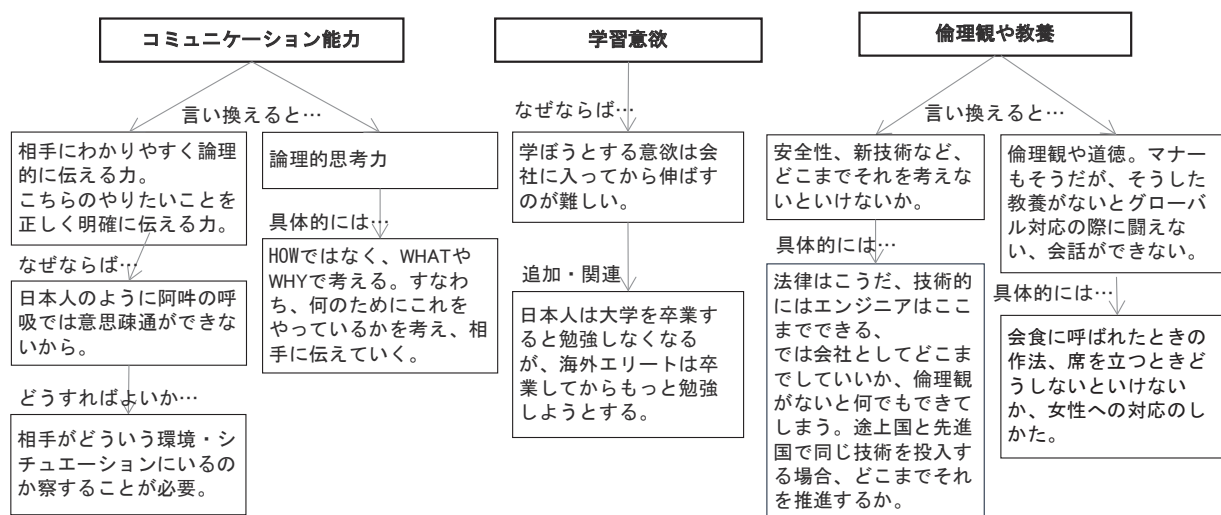 コミュニケーション能力
言い換えると…
相手にわかりやすく論理
的に伝える力。
こちらのやりたいことを
正しく明確に伝える力。
なぜならば…
日本人のように阿吽の呼
吸では意思疎通ができな
いから。
どうすればよいか…
相手がどういう環境・シ
チュエーションにいるの
か察することが必要。
論理的思考力
具体的には…
HOWではなく、WHATや
WHYで考える。すなわ
ち、何のためにこれを
やっているかを考え、相
手に伝えていく。
学習意欲
なぜならば…
学ぼうとする意欲は会
社に入ってから伸ばす
のが難しい。
追加・関連
日本人は大学を卒業す
ると勉強しなくなる
が、海外エリートは卒
業してからもっと勉強
しようとする。
倫理観や教養
言い換えると…
安全性、新技術など、
どこまでそれを考えな
いといけないか。
具体的には…
法律はこうだ、技術的
にはエンジニアはここ
までできる、
では会社としてどこま
でしていいか、倫理観
がないと何でもできて
しまう。途上国と先進
国で同じ技術を投入す
る場合、どこまでそれ
を推進するか。
倫理観や道徳。マナー
もそうだが、そうした
教養がないとグローバ
ル対応の際に闘えな
い、会話ができない。
具体的には…
会食に呼ばれたときの
作法、席を立つときど
うしないといけない
か、女性への対応のし
かた。